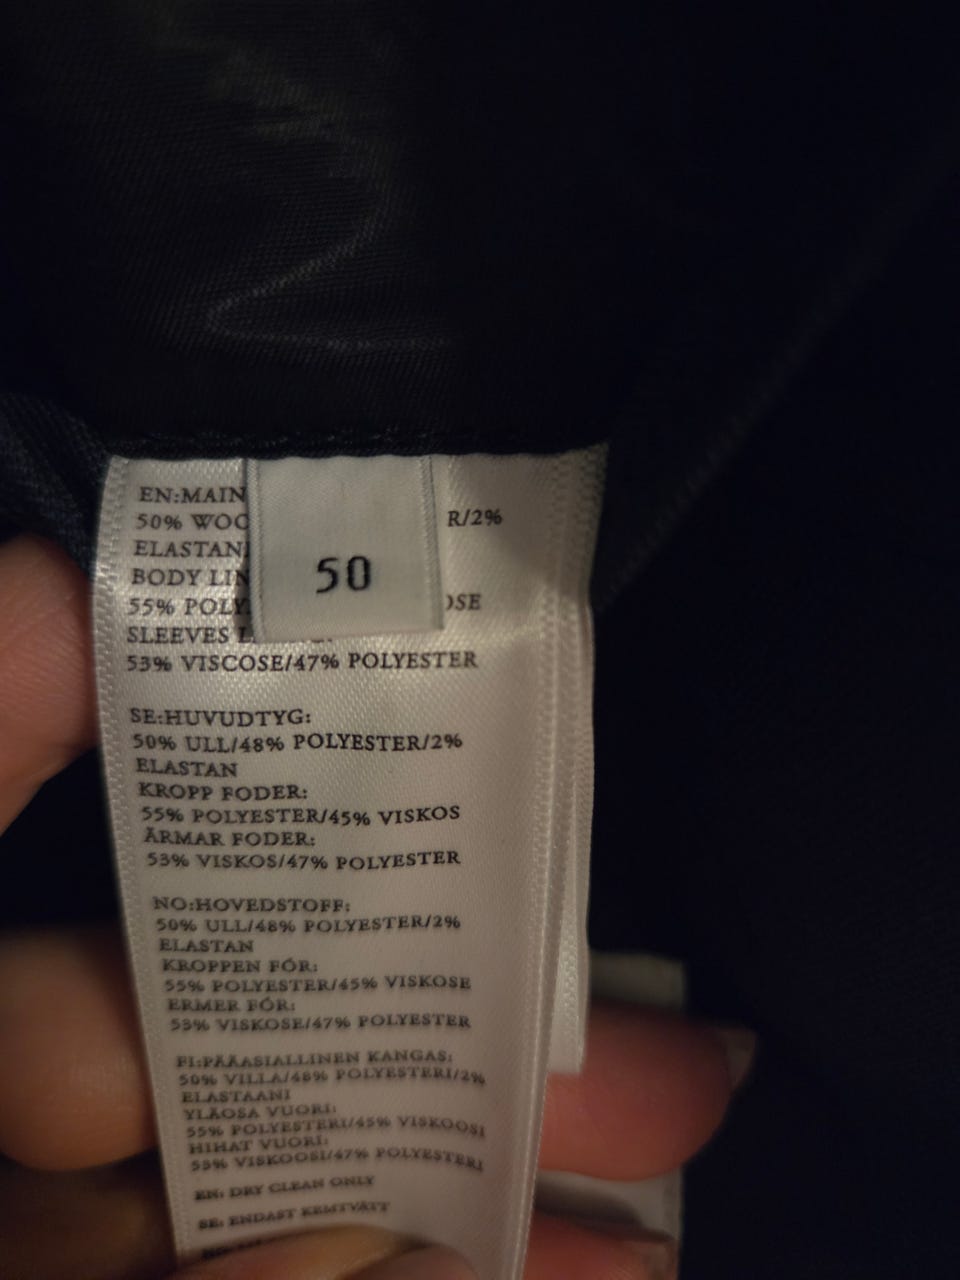 EN:MAIN
50% WOO R/2%
ELASTAN
BODY LIN
55% POLY OSE
50
SLEEVES L
53% VISCOSE/47% POLYESTER
SE:HUVUDTYG:
50% ULL/48% POLYESTER/2%
ELASTAN
KROPP FODER:
55% POLYESTER/45% VISKOS
ÄRMAR FODER:
53% VISKOS/47% POLYESTER
NO:HOVEDSTOFF:
50% ULL/48% POLYESTER/2%
ELASTAN
KROPPEN FÓR:
55% POLYESTER/45% VISKOSE
ERMER FÓR:
53% VISKOSE/47% POLYESTER
FI:PÄÄASIALLINEN KANGAS:
50% VILLA/48% POLYESTERI/2%
ELASTAANI
YLÄOSA VUORI:
55% POLYESTERI/45% VISKOOSI
HIHAT VUORI:
53% VISKOOSI/47% POLYESTERI
EN: DRY CLEAN ONLY
SE: ENDAST KEMTVÄTT